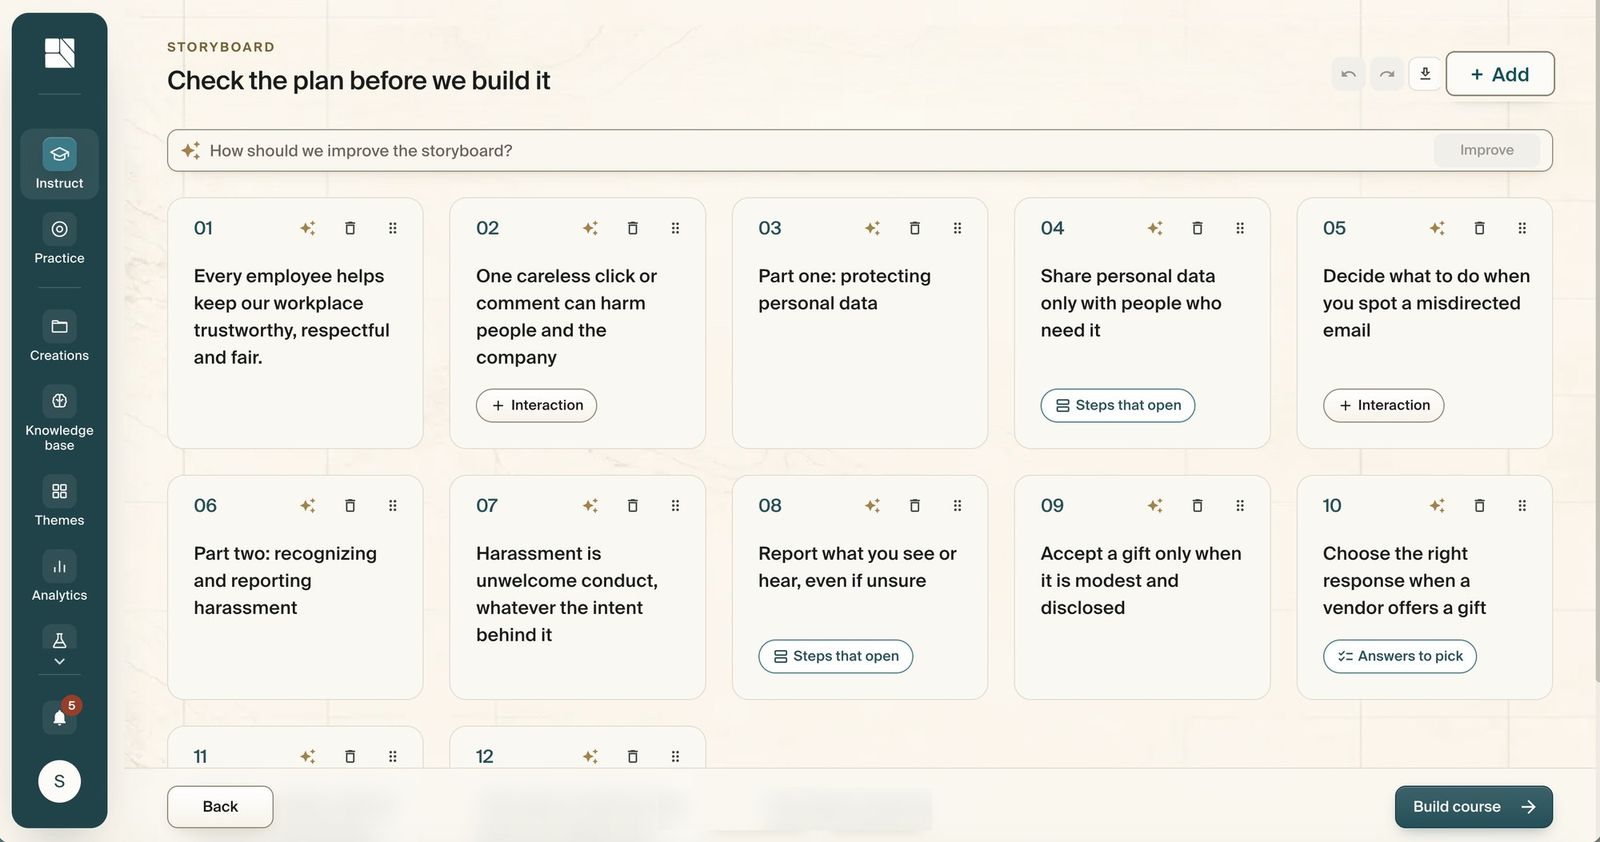 STORYBOARD
Check the plan before we build it
+ Add
How should we improve the storyboard?
Improve
Instruct
Practice
Creations
Knowledge
base
Themes
Analytics
5
S
01
Every employee helps
keep our workplace
trustworthy, respectful
and fair.
02
One careless click or
comment can harm
people and the
company
+ Interaction
03
Part one: protecting
personal data
04
Share personal data
only with people who
need it
Steps that open
05
Decide what to do when
you spot a misdirected
email
+ Interaction
06
Part two: recognizing
and reporting
harassment
07
Harassment is
unwelcome conduct,
whatever the intent
behind it
08
Report what you see or
hear, even if unsure
Steps that open
09
Accept a gift only when
it is modest and
disclosed
10
Choose the right
response when a
vendor offers a gift
Answers to pick
11
12
Back
Build course